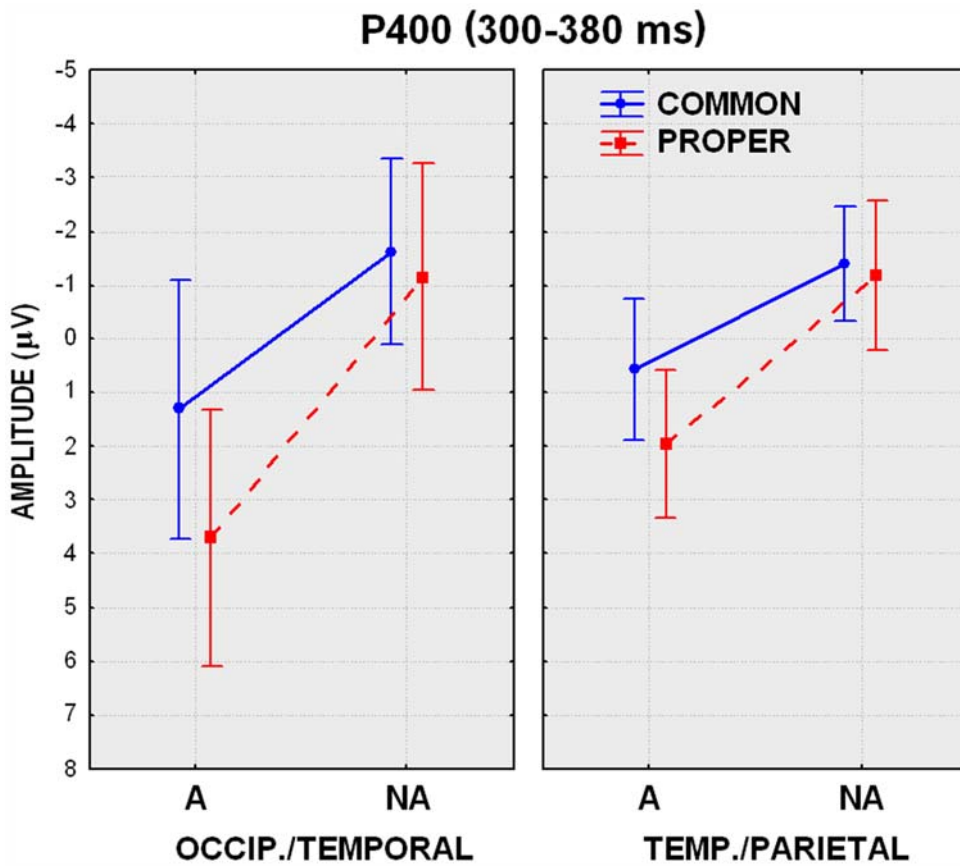 P400 (300-380 ms)
AMPLITUDE (µV)
-5
-4
-3
-2
-1
0
1
2
3
4
5
6
7
8
COMMON
PROPER
A NA A NA
OCCIP./TEMPORAL TEMP./PARIETAL